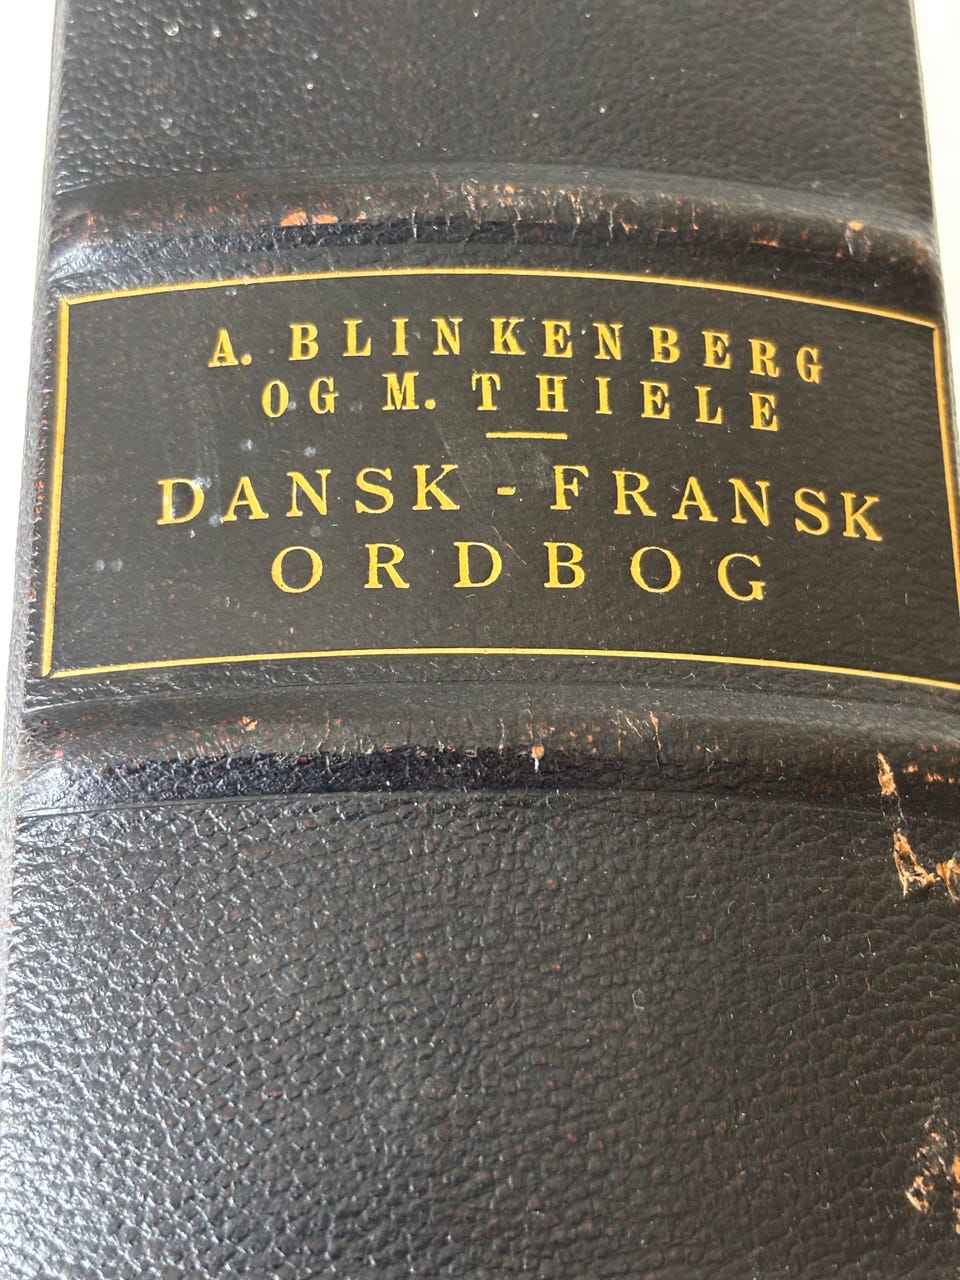 A. BLINKENBERG
OG M. THIELE
DANSK - FRANSK
ORDBOG